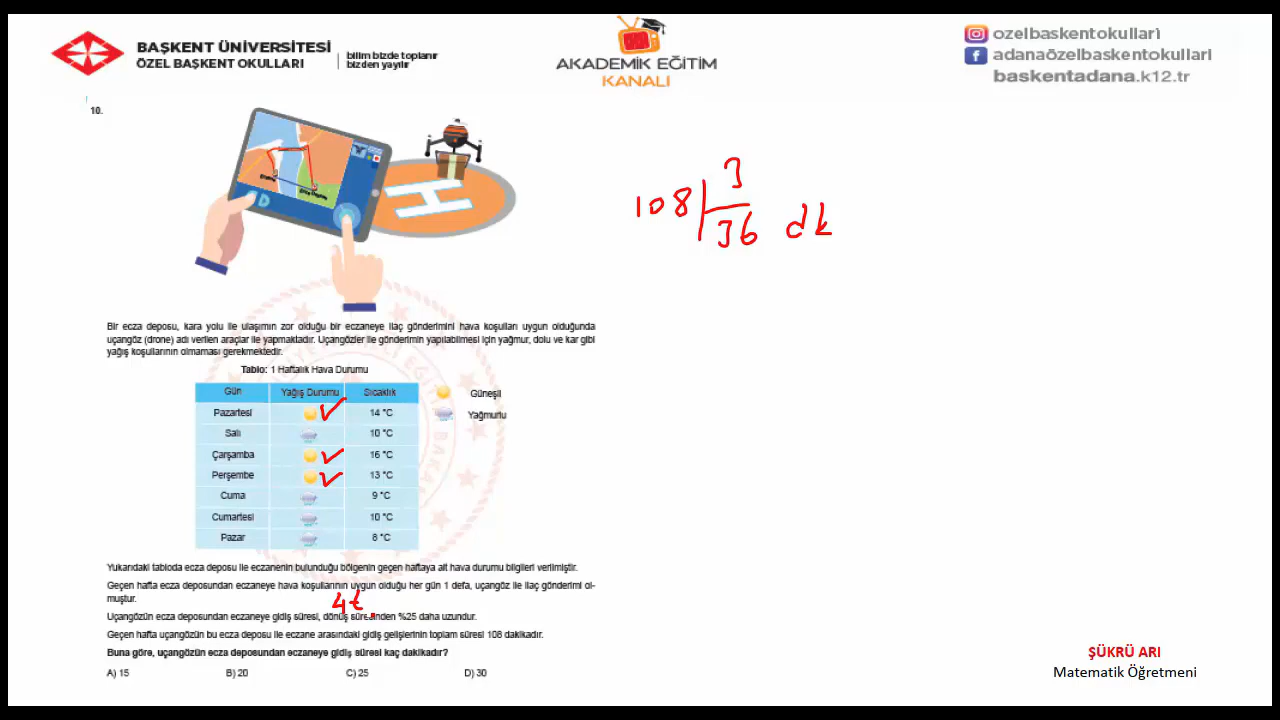 BAŞKENT ÜNİVERSİTESİ
ÖZEL BAŞKENT OKULLARI
bilim bizde toplanır
bizden yayılır
AKADEMİK EĞİTİM
KANALI
ozelbaskentokullari
adanaözelbaskentokullari
baskentadana.k12.tr
10.
108 3
36 dk
Bir ecza deposu, kara yolu ile ulaşımın zor olduğu bir eczaneye ilaç gönderimini hava koşulları uygun olduğunda
uçangöz (drone) adı verilen araçlar ile yapmaktadır. Uçangözler ile gönderimin yapılabilmesi için yağmur, dolu ve kar gibi
yağış koşullarının olmaması gerekmektedir.
Tablo: 1 Haftalık Hava Durumu
Gün Yağış Durumu Sıcaklık
Pazartesi 14 °C
Salı 10 °C
Çarşamba 16 °C
Perşembe 13 °C
Cuma 9 °C
Cumartesi 10 °C
Pazar 8 °C
Güneşli
Yağmurlu
Yukarıdaki tabloda ecza deposu ile eczanenin bulunduğu bölgenin geçen haftaya ait hava durumu bilgileri verilmiştir.
Geçen hafta ecza deposundan eczaneye hava koşullarının uygun olduğu her gün 1 defa, uçangöz ile ilaç gönderimi ol-
muştur.
4t
Uçangözün ecza deposundan eczaneye gidiş süresi, dönüş süresinden %25 daha uzundur.
Geçen hafta uçangözün bu ecza deposu ile eczane arasındaki gidiş gelişlerinin toplam süresi 108 dakikadır.
Buna göre, uçangözün ecza deposundan eczaneye gidiş süresi kaç dakikadır?
A) 15 B) 20 C) 25 D) 30
ŞÜKRÜ ARI
Matematik Öğretmeni